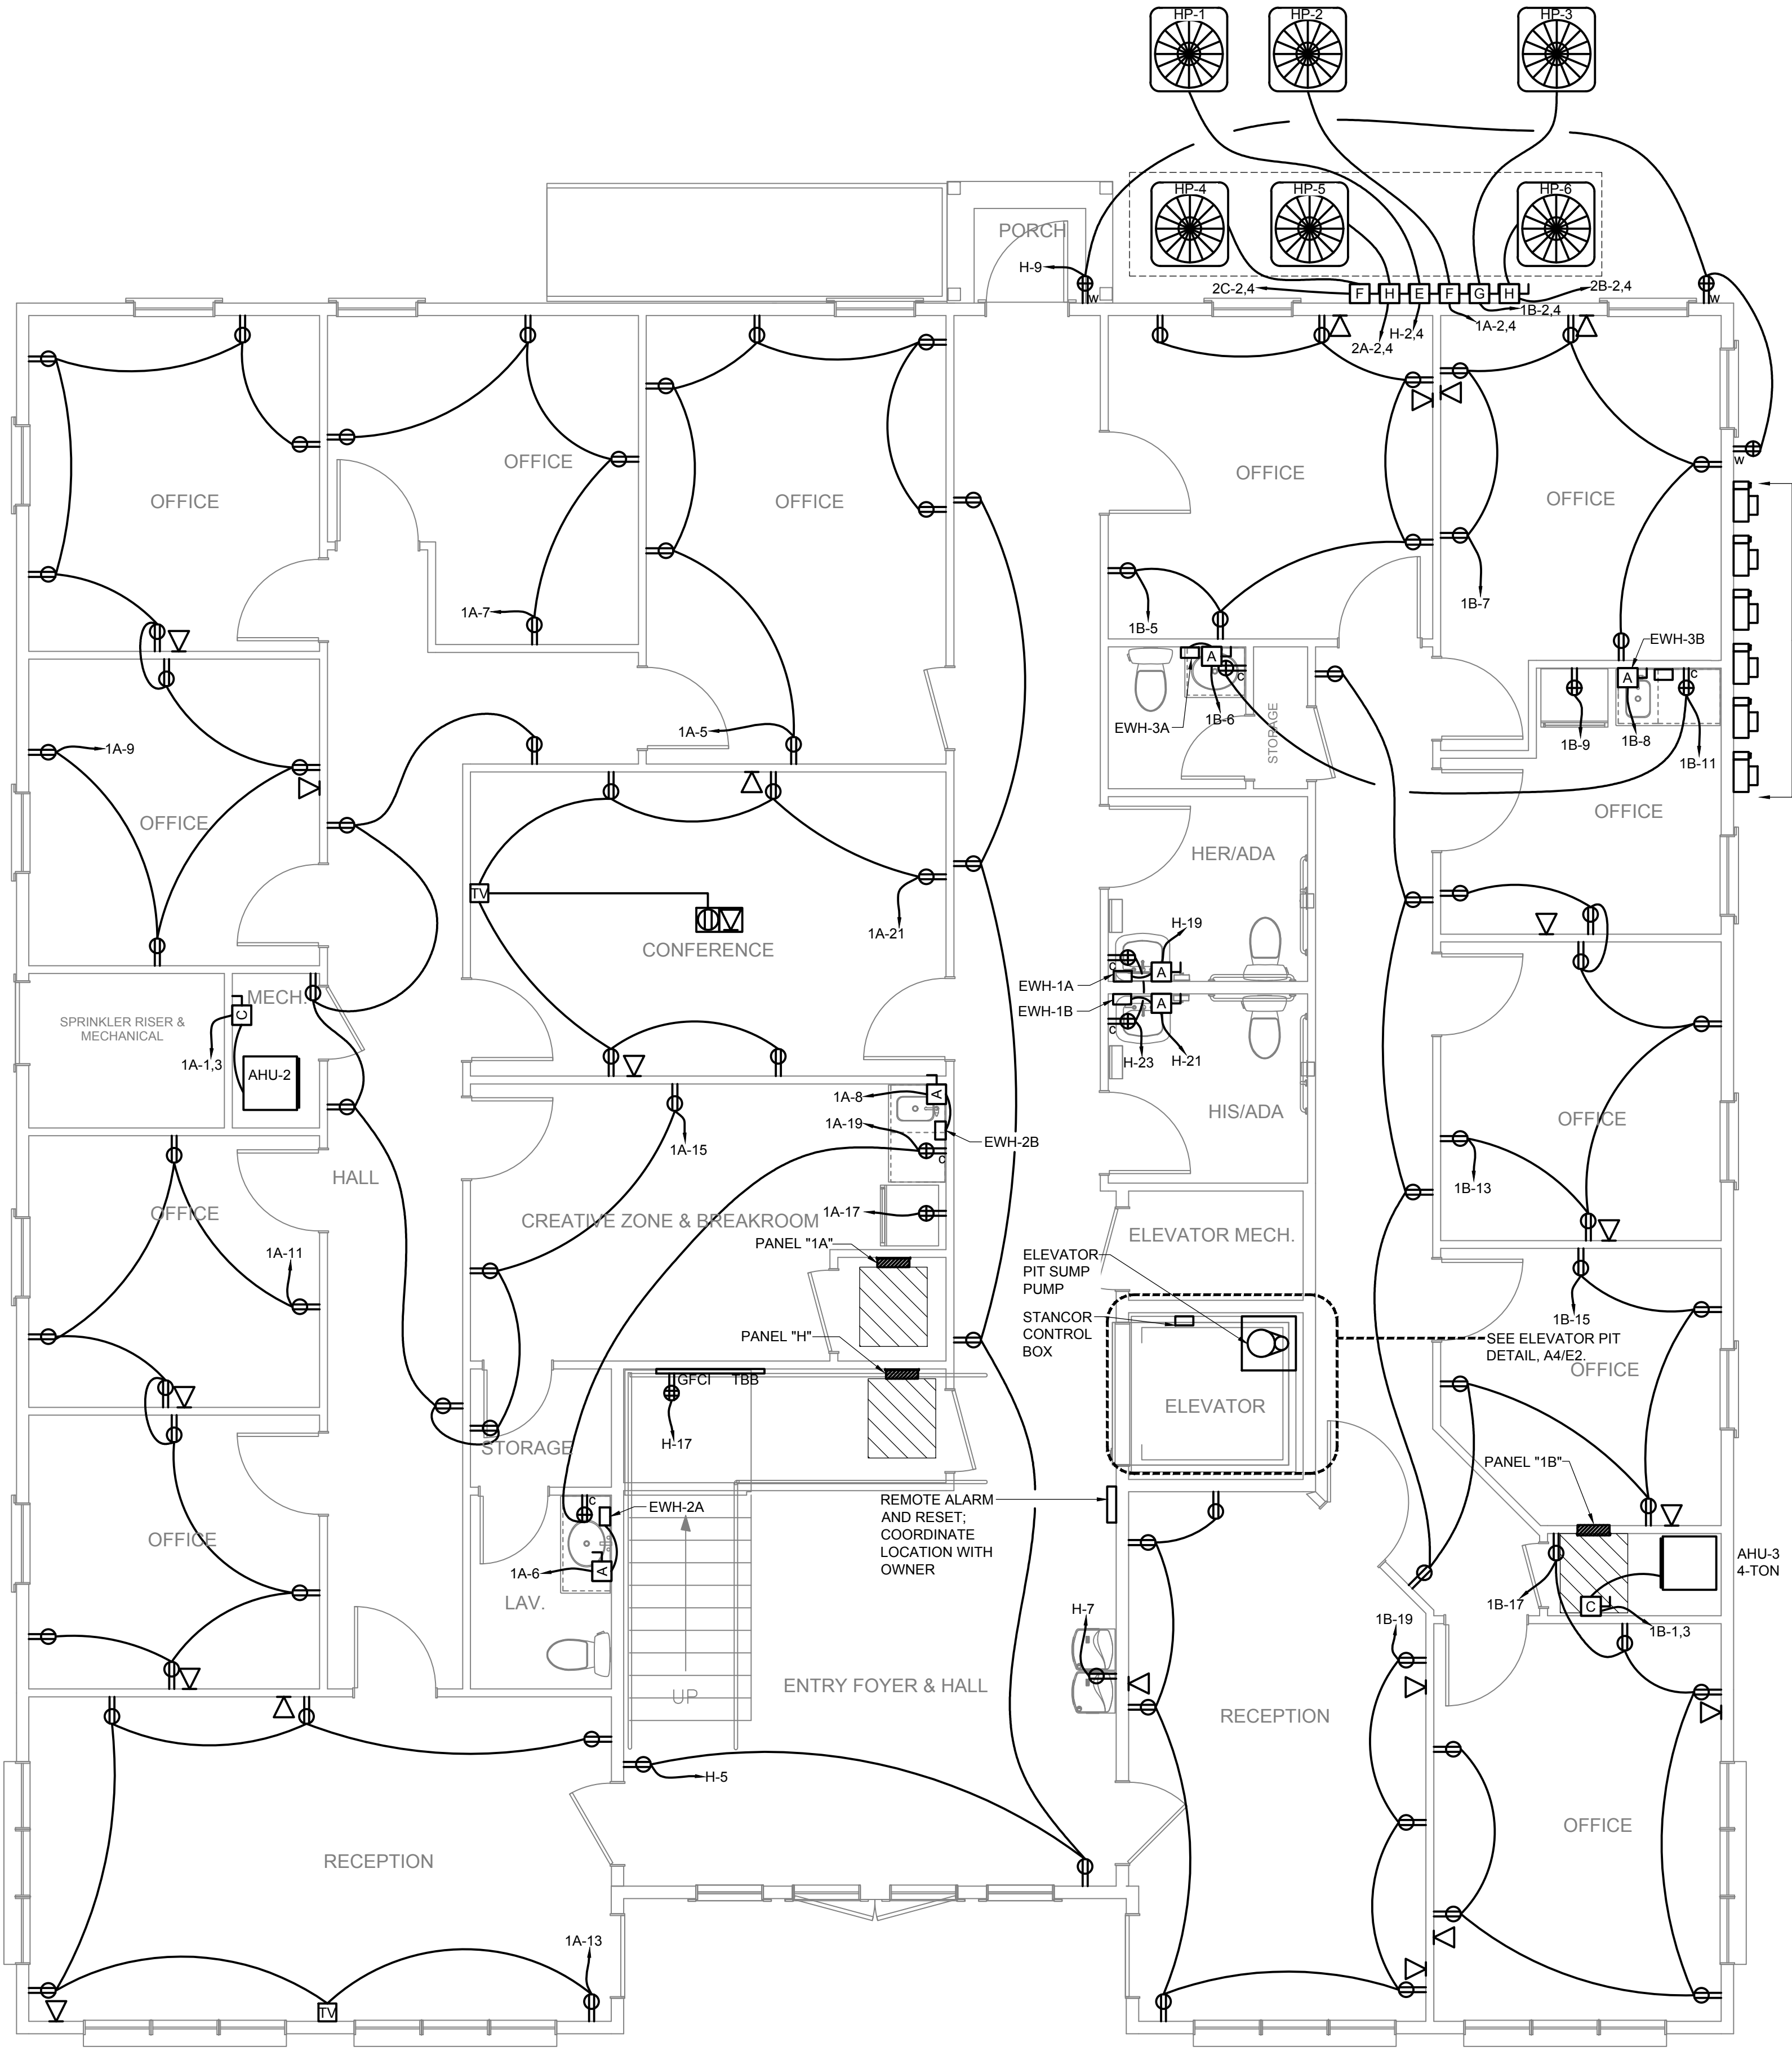 HP-1
HP-2
HP-3
HP-4
HP-5
HP-6
PORCH
H-9
W
2C-2,4
F
H
E
F
G
H
2B-2,4
1B-2,4
1A-2,4
H-2,4
2A-2,4
W
W
OFFICE
OFFICE
OFFICE
OFFICE
OFFICE
1A-7
1B-5
1B-7
EWH-3B
A
C
A
C
1B-6
EWH-3A
STORAGE
1B-9
1B-8
1B-11
1A-5
1A-9
OFFICE
OFFICE
HER/ADA
TV
1A-21
CONFERENCE
H-19
C
A
EWH-1A
EWH-1B
A
C
H-23
H-21
MECH.
C
SPRINKLER RISER &
MECHANICAL
1A-1,3
AHU-2
1A-8
A
1A-19
EWH-2B
C
1A-15
HIS/ADA
OFFICE
1B-13
HALL
OFFICE
1A-11
1A-17
CREATIVE ZONE & BREAKROOM
PANEL "1A"
ELEVATOR MECH.
ELEVATOR
PIT SUMP
PUMP
STANCOR
CONTROL
BOX
1B-15
SEE ELEVATOR PIT
DETAIL, A4/E2.
OFFICE
PANEL "H"
GFCI
TBB
ELEVATOR
H-17
STORAGE
PANEL "1B"
C
EWH-2A
REMOTE ALARM
AND RESET;
COORDINATE
LOCATION WITH
OWNER
OFFICE
1A-6
A
LAV.
AHU-3
4-TON
1B-17
C
1B-1,3
H-7
1B-19
UP
ENTRY FOYER & HALL
RECEPTION
H-5
OFFICE
RECEPTION
1A-13
TV